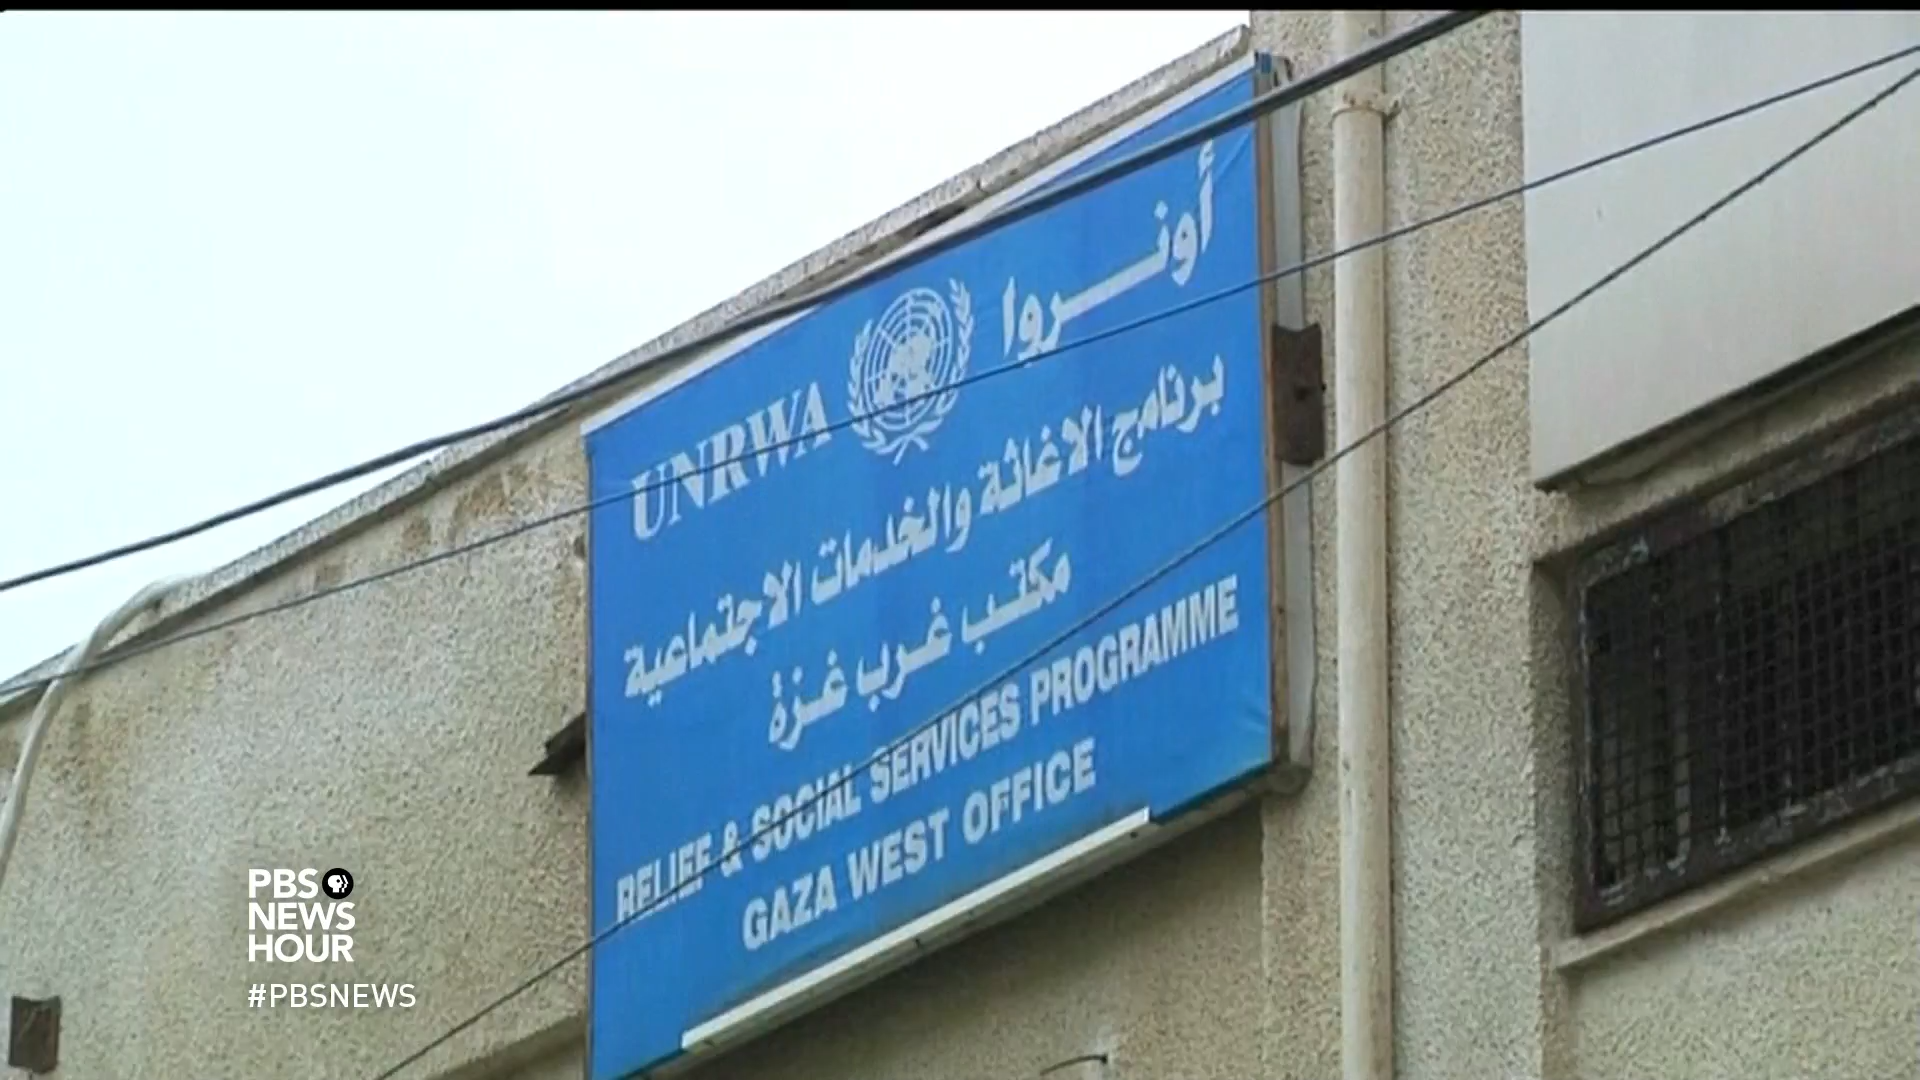 أونـــروا
UNRWA
برنامج الاغاثة والخدمات الاجتماعية
مكتب غرب غزة
RELIEF & SOCIAL SERVICES PROGRAMME
GAZA WEST OFFICE
PBS
NEWS
HOUR
#PBSNEWS